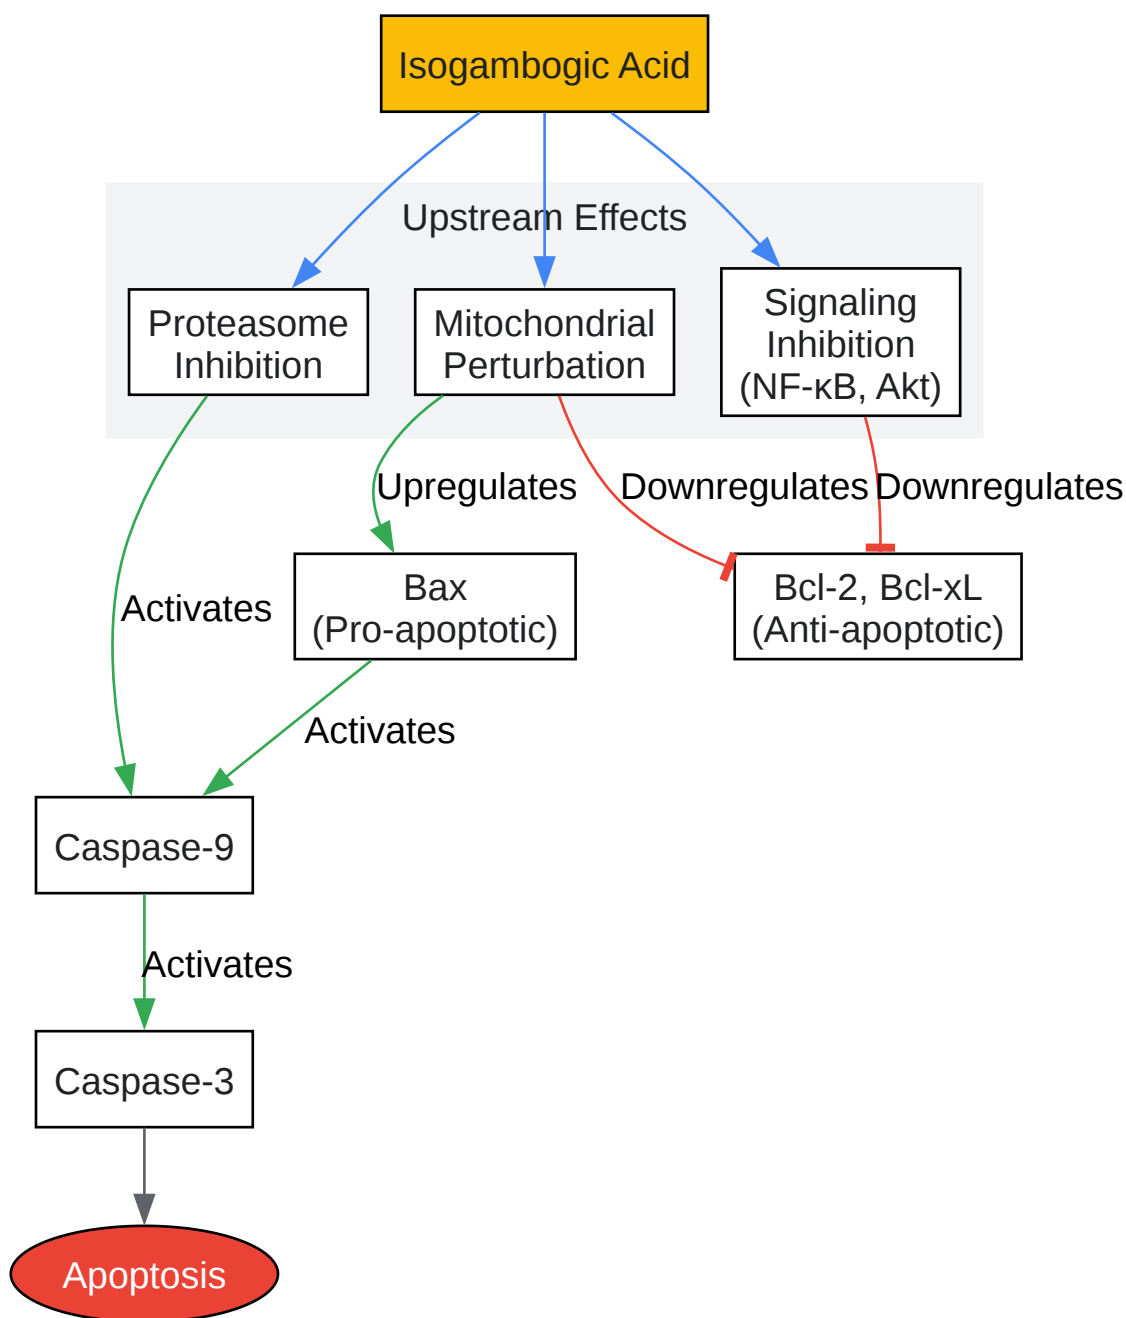 Isogambogic Acid
Upstream Effects
Proteasome
Inhibition
Mitochondrial
Perturbation
Signaling
Inhibition
(NF-κB, Akt)
Upregulates
Downregulates
Downregulates
Activates
Bax
(Pro-apoptotic)
Bcl-2, Bcl-xL
(Anti-apoptotic)
Activates
Caspase-9
Activates
Caspase-3
Apoptosis